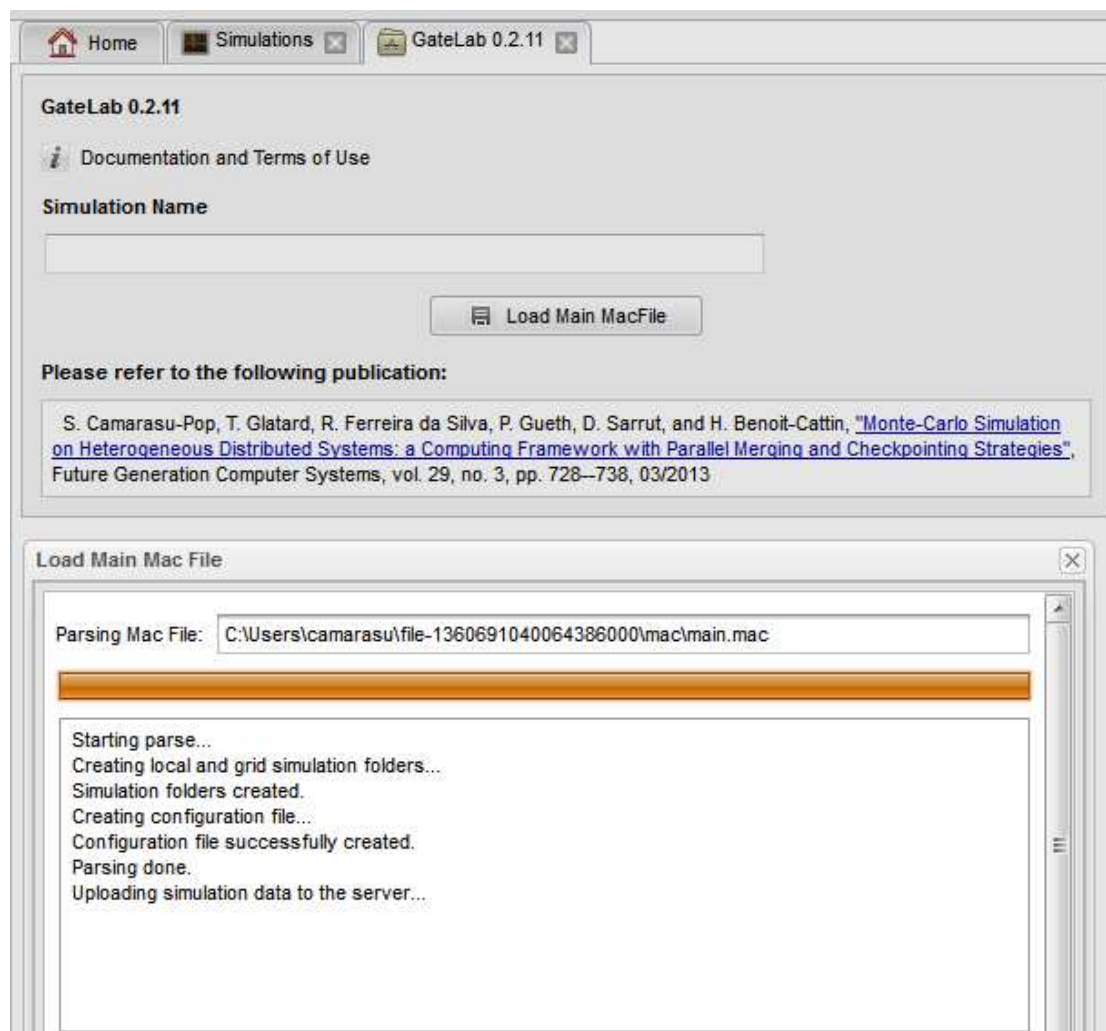 Home Simulations GateLab 0.2.11
GateLab 0.2.11
i Documentation and Terms of Use
Simulation Name
Load Main MacFile
Please refer to the following publication:
S. Camarasu-Pop, T. Glatard, R. Ferreira da Silva, P. Gueth, D. Sarrut, and H. Benoit-Cattin, "Monte-Carlo Simulation
on Heterogeneous Distributed Systems: a Computing Framework with Parallel Merging and Checkpointing Strategies",
Future Generation Computer Systems, vol. 29, no. 3, pp. 728--738, 03/2013
Load Main Mac File
Parsing Mac File: C:\Users\camarasu\file-1360691040064386000\mac\main.mac
Starting parse...
Creating local and grid simulation folders...
Simulation folders created.
Creating configuration file...
Configuration file successfully created.
Parsing done.
Uploading simulation data to the server...